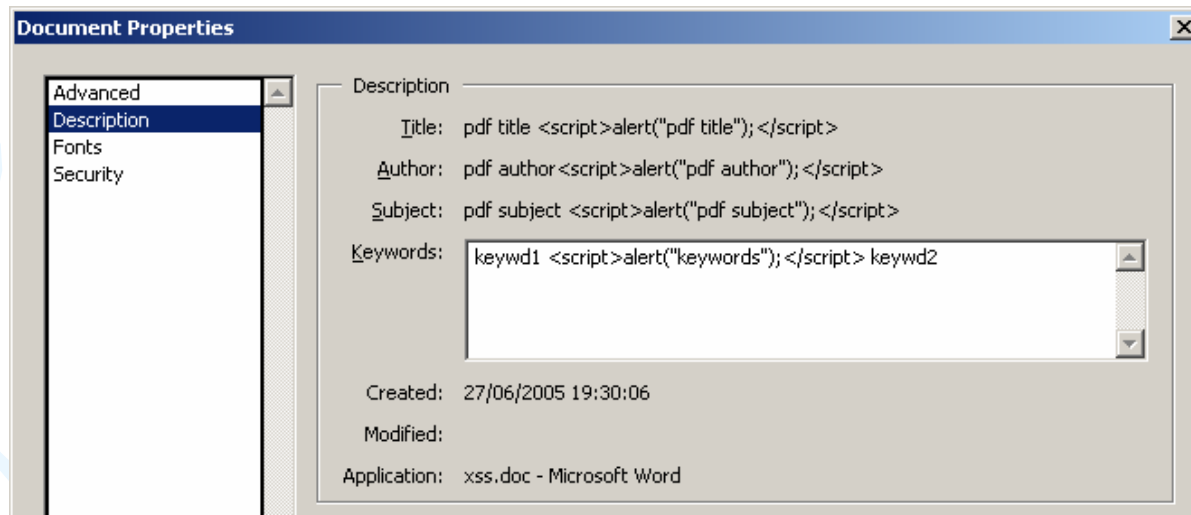 Document Properties
Advanced
Description
Fonts
Security
Description
Title: pdf title <script>alert("pdf title");</script>
Author: pdf author<script>alert("pdf author");</script>
Subject: pdf subject <script>alert("pdf subject");</script>
Keywords: keywd1 <script>alert("keywords");</script> keywd2
Created: 27/06/2005 19:30:06
Modified:
Application: xss.doc - Microsoft Word